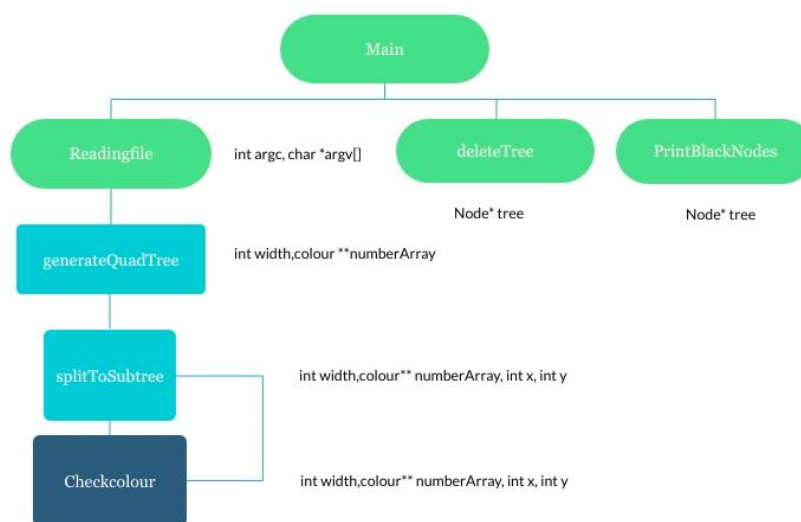 Main
Readingfile
int argc, char *argv[]
deleteTree
PrintBlackNodes
Node* tree
Node* tree
generateQuadTree
int width,colour **numberArray
splitToSubtree
int width,colour** numberArray, int x, int y
Checkcolour
int width,colour** numberArray, int x, int y